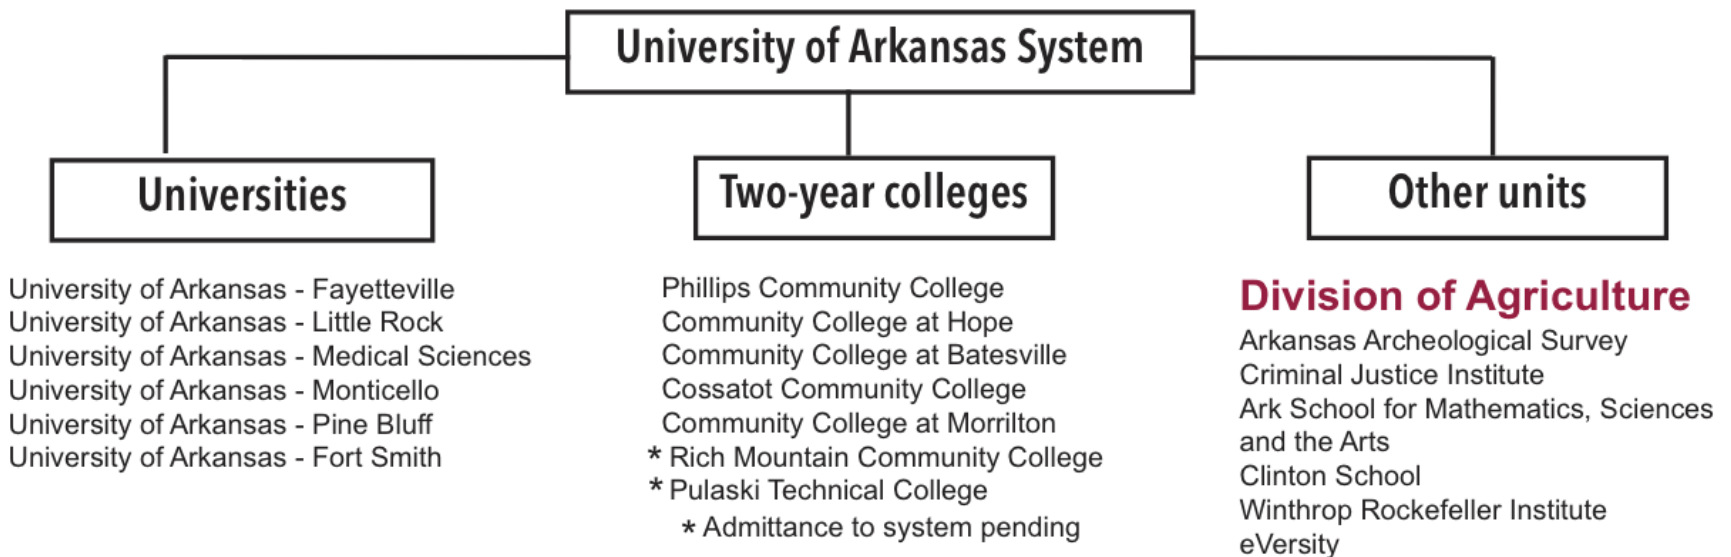 University of Arkansas System
Universities
University of Arkansas - Fayetteville
University of Arkansas - Little Rock
University of Arkansas - Medical Sciences
University of Arkansas - Monticello
University of Arkansas - Pine Bluff
University of Arkansas - Fort Smith
Two-year colleges
Phillips Community College
Community College at Hope
Community College at Batesville
Cossatot Community College
Community College at Morrilton
* Rich Mountain Community College
* Pulaski Technical College
* Admittance to system pending
Other units
Division of Agriculture
Arkansas Archeological Survey
Criminal Justice Institute
Ark School for Mathematics, Sciences
and the Arts
Clinton School
Winthrop Rockefeller Institute
eVersity